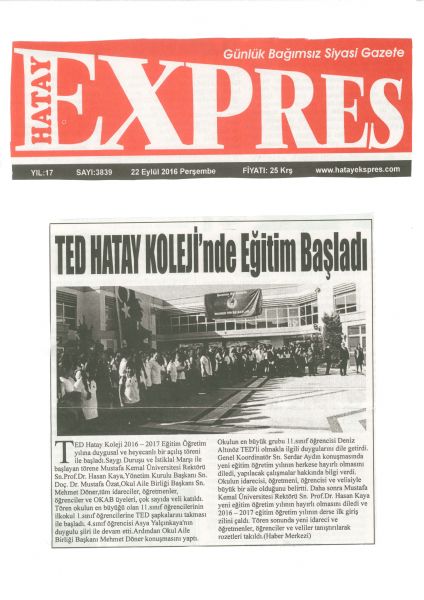 HATAY EXPRES
Günlük Bağımsız Siyasi Gazete
YIL:17 SAYI:3839 22 Eylül 2016 Perşembe FİYATI: 25 Krş www.hatayekspres.com
TED HATAY KOLEJİ'nde Eğitim Başladı
TED Hatay Koleji 2016 – 2017 Eğitim Öğretim
yılına duygusal ve heyecanlı bir açılış töreni
ile başladı.Saygı Duruşu ve İstiklal Marşı ile
başlayan törene Mustafa Kemal Üniversitesi Rektörü
Sn.Prof.Dr. Hasan Kaya,Yönetim Kurulu Başkanı Sn.
Doç. Dr. Mustafa Özat,Okul Aile Birliği Başkanı Sn.
Mehmet Döner,tüm idareciler, öğretmenler,
öğrenciler ve OKAB üyeleri, çok sayıda veli katıldı.
Tören okulun en büyüğü olan 11.sınıf öğrencilerinin
ilkokul 1.sınıf öğrencilerine TED şapkalarını takması
ile başladı. 4.sınıf öğrencisi Asya Yalçınkaya'nın
duygulu şiiri ile devam etti.Ardından Okul Aile
Birliği Başkanı Mehmet Döner konuşmasını yaptı.
Okulun en büyük grubu 11.sınıf öğrencisi Deniz
Altınöz TED'li olmakla ilgili duygularını dile getirdi.
Genel Koordinatör Sn. Serdar Aydın konuşmasında
yeni eğitim öğretim yılının herkese hayırlı olmasını
diledi, yapılacak çalışmalar hakkında bilgi verdi.
Okulun idarecisi, öğretmeni, öğrencisi ve velisiyle
büyük bir aile olduğunu belirtti. Daha sonra Mustafa
Kemal Üniversitesi Rektörü Sn. Prof.Dr. Hasan Kaya
yeni eğitim öğretim yılının hayırlı olmasını diledi ve
2016 – 2017 eğitim öğretim yılının derse ilk giriş
zilini çaldı. Tören sonunda yeni idareci ve
öğretmenler, öğrenciler ve veliler tanıştırılarak
rozetleri takıldı.(Haber Merkezi)